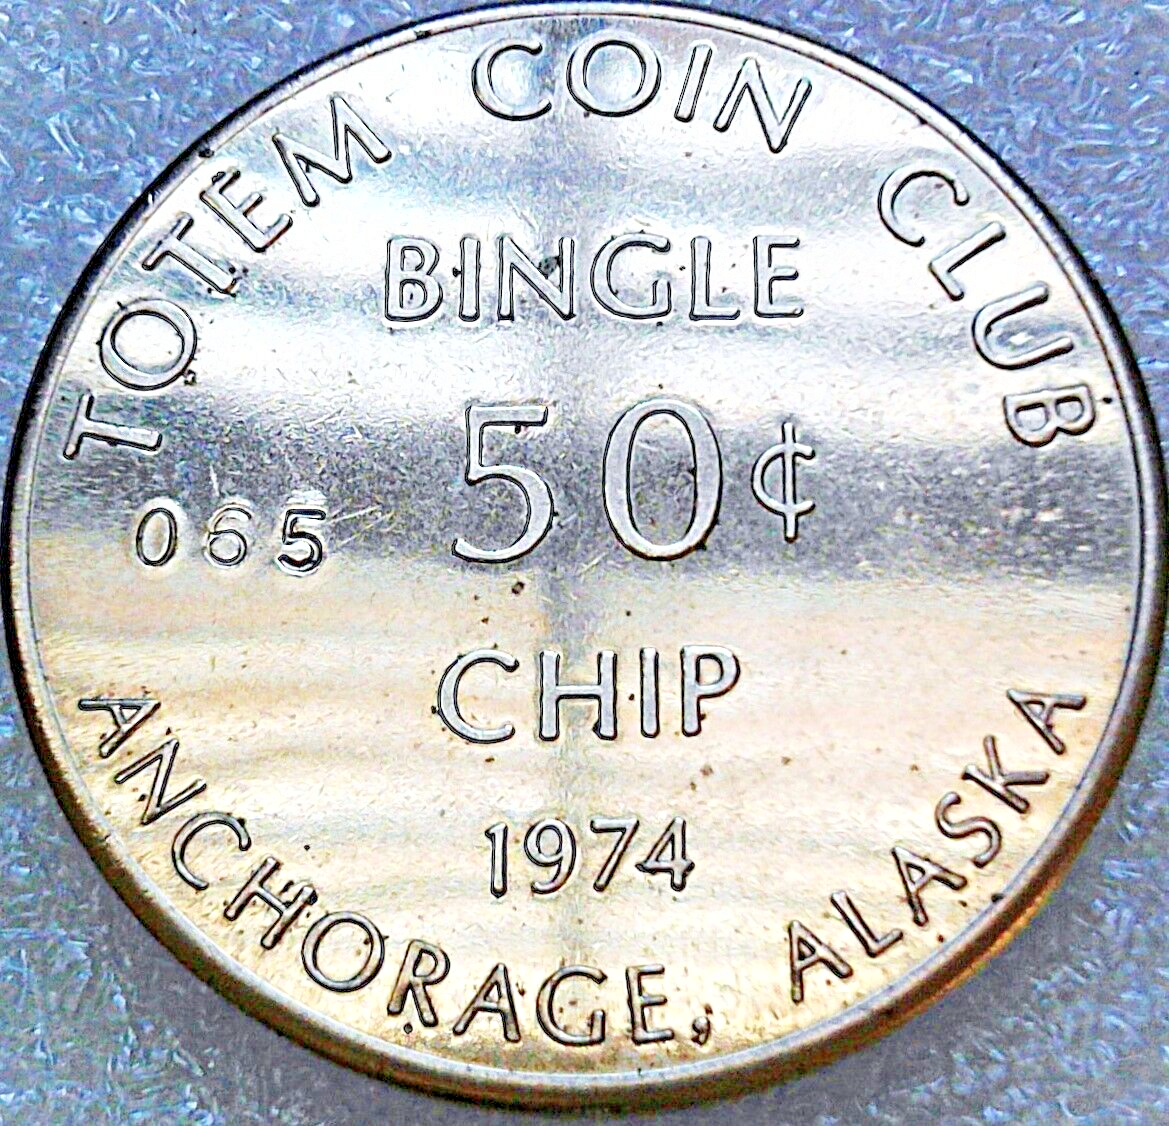 TOTEM COIN CLUB
BINGLE
50¢
065
CHIP
1974
ANCHORAGE, ALASKA